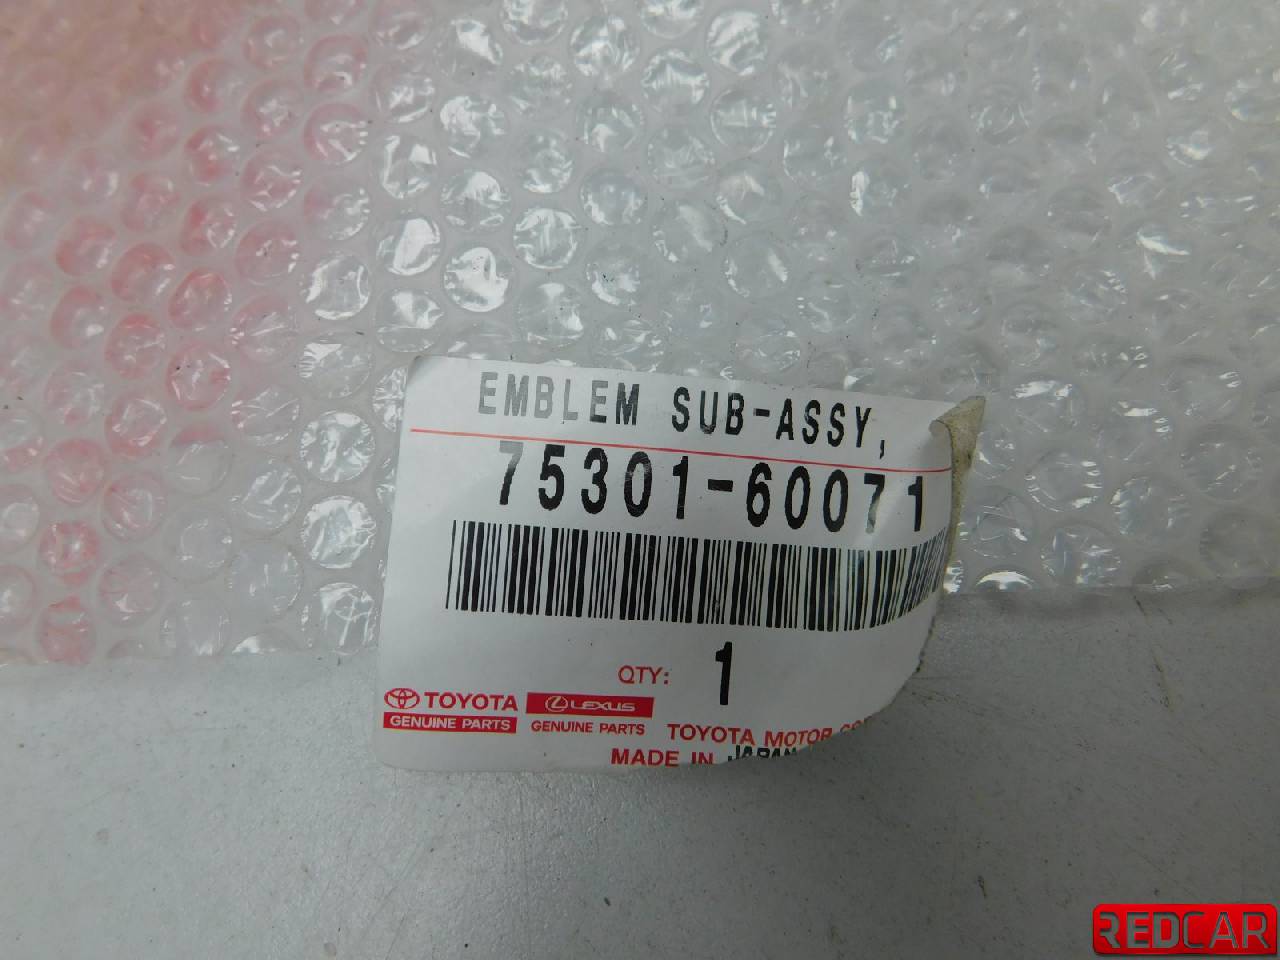 EMBLEM SUB-ASSY,
75301-60071
QTY: 1
TOYOTA LEXUS
GENUINE PARTS GENUINE PARTS TOYOTA MOTOR
MADE IN JAPAN
REDCAR